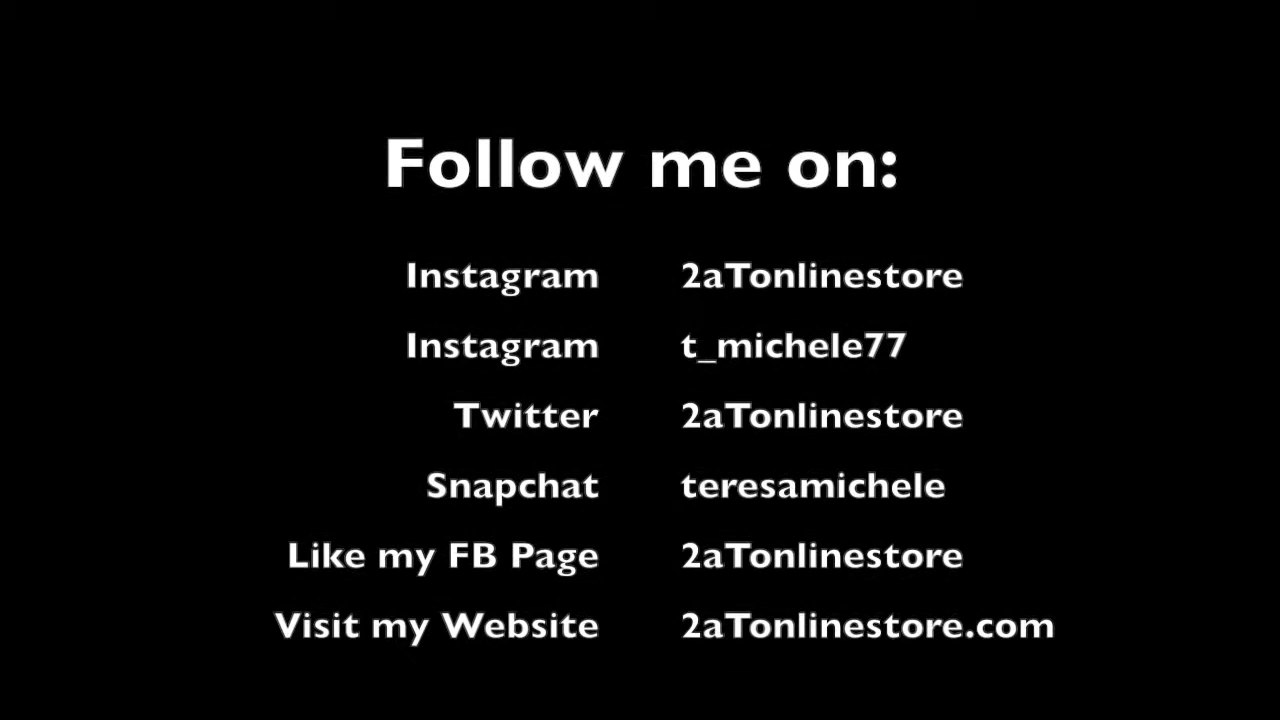 Follow me on:
Instagram 2aTonlinestore
Instagram t_michele77
Twitter 2aTonlinestore
Snapchat teresamichele
Like my FB Page 2aTonlinestore
Visit my Website 2aTonlinestore.com